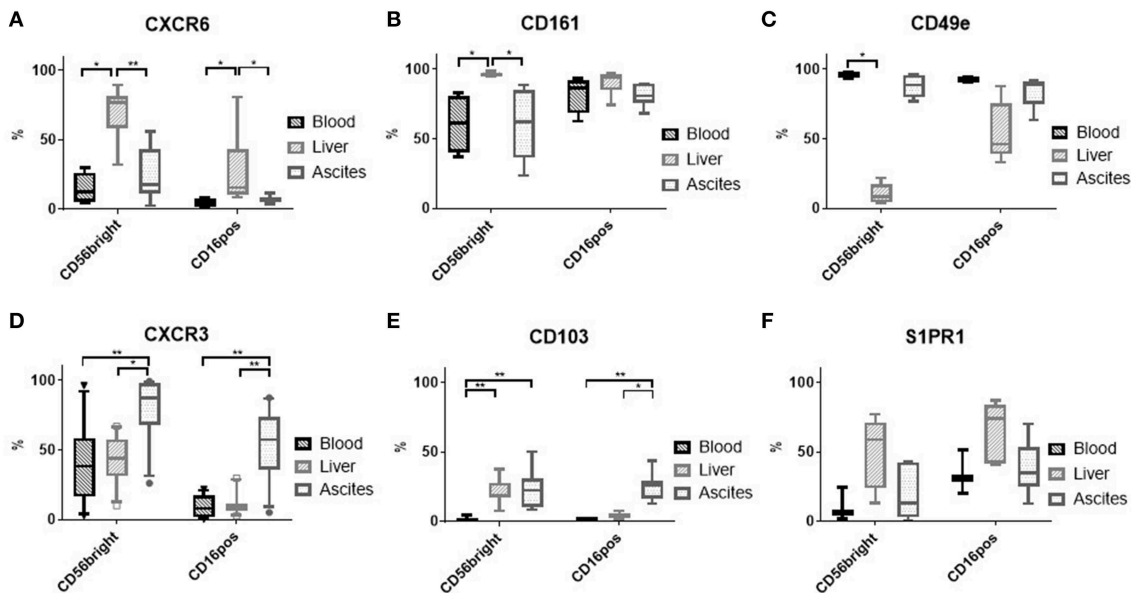 A
CXCR6
%
100
50
0
*
**
*
*
Blood
Liver
Ascites
CD56bright
CD16pos
B
CD161
%
100
50
0
*
*
Blood
Liver
Ascites
CD56bright
CD16pos
C
CD49e
%
100
50
0
*
Blood
Liver
Ascites
CD56bright
CD16pos
D
CXCR3
%
100
50
0
**
*
**
**
Blood
Liver
Ascites
CD56bright
CD16pos
E
CD103
%
100
50
0
**
**
**
*
Blood
Liver
Ascites
CD56bright
CD16pos
F
S1PR1
%
100
50
0
Blood
Liver
Ascites
CD56bright
CD16pos